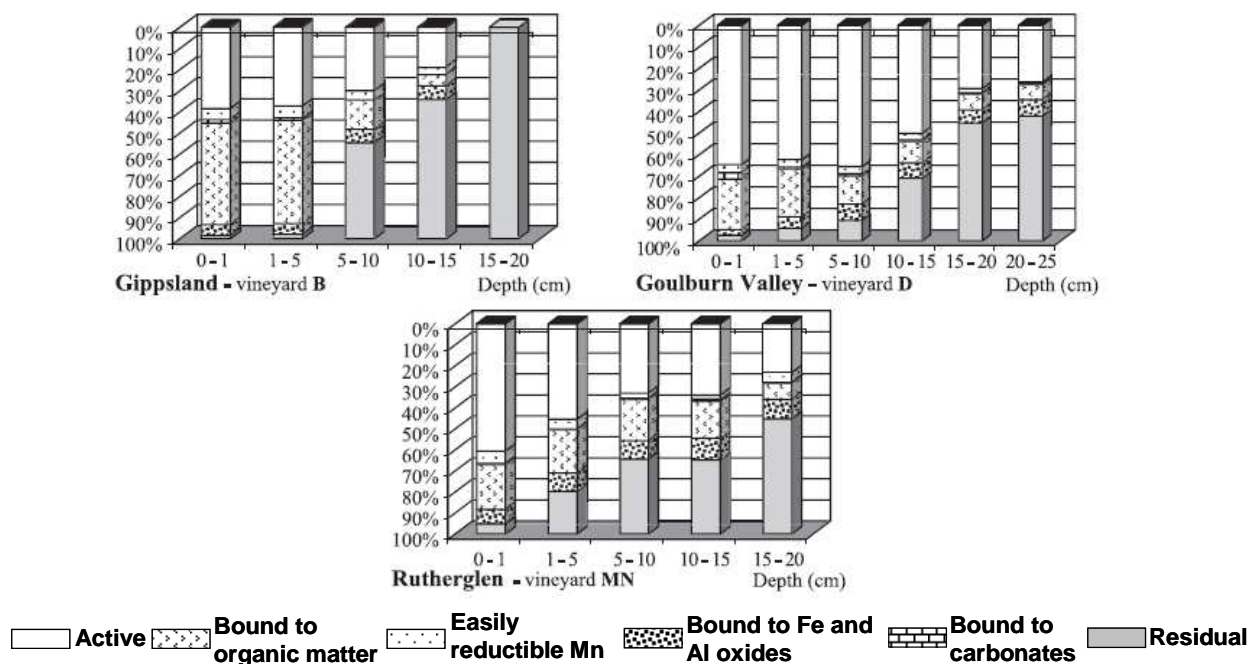 0%
10%
20%
30%
40%
50%
60%
70%
80%
90%
100%
0 - 1 1 - 5 5 - 10 10 - 15 15 - 20
Gippsland - vineyard B Depth (cm)
0%
10%
20%
30%
40%
50%
60%
70%
80%
90%
100%
0 - 1 1 - 5 5 - 10 10 - 15 15 - 20 20 - 25
Goulburn Valley - vineyard D Depth (cm)
0%
10%
20%
30%
40%
50%
60%
70%
80%
90%
100%
0 - 1 1 - 5 5 - 10 10 - 15 15 - 20
Rutherglen - vineyard MN Depth (cm)
Active
Bound to
organic matter
Easily
reductible Mn
Bound to Fe and
Al oxides
Bound to
carbonates
Residual